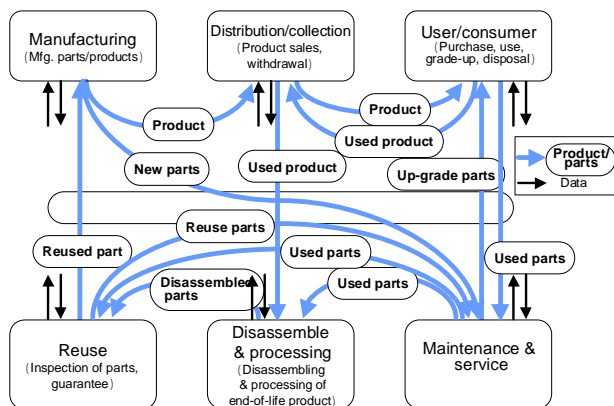 Manufacturing
(Mfg. parts/products)
Distribution/collection
(Product sales,
withdrawal)
User/consumer
(Purchase, use,
grade-up, disposal)
Product
Product
Used product
New parts
Used product
Up-grade parts
Product/
parts
Data
Reuse parts
Reused part
Used parts
Used parts
Disassembled
parts
Used parts
Reuse
(Inspection of parts,
guarantee)
Disassemble
& processing
(Disassembling
& processing of
end-of-life product)
Maintenance &
service